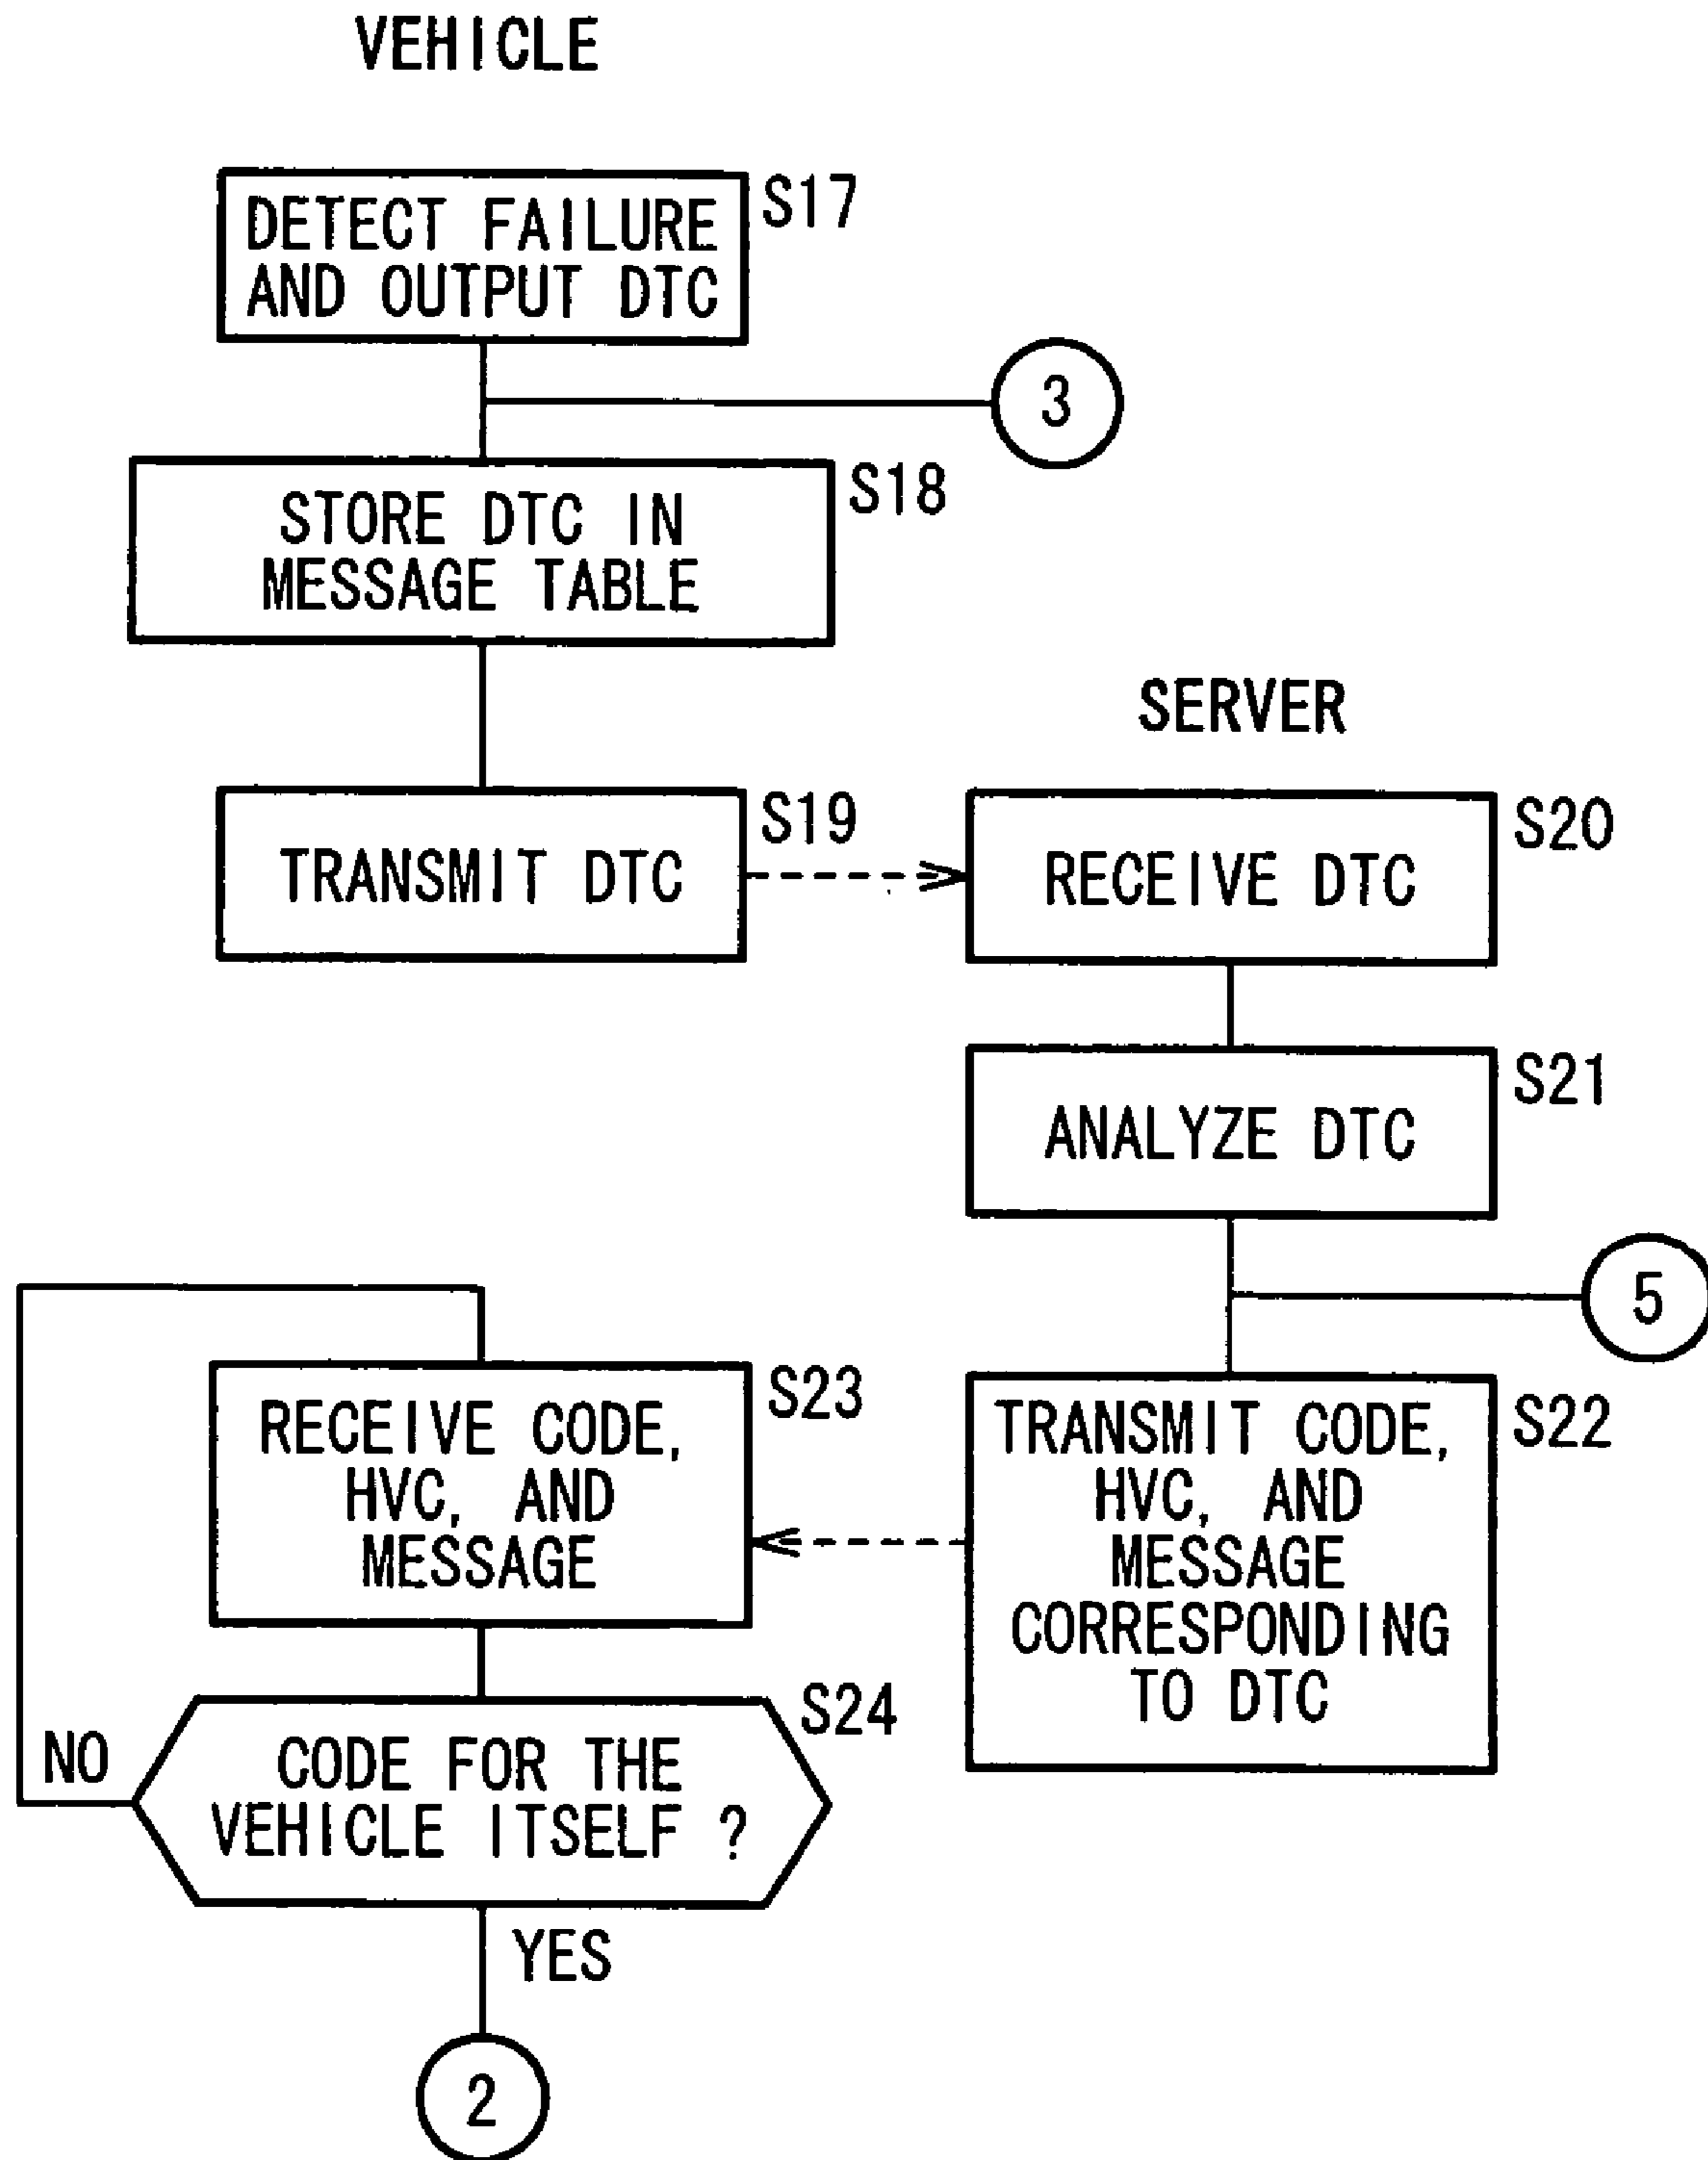 VEHICLE
S17
DETECT FAILURE
AND OUTPUT DTC
3
S18
STORE DTC IN
MESSAGE TABLE
SERVER
S19
TRANSMIT DTC
S20
RECEIVE DTC
S21
ANALYZE DTC
5
S23
RECEIVE CODE,
HVC, AND
MESSAGE
S22
TRANSMIT CODE,
HVC, AND
MESSAGE
CORRESPONDING
TO DTC
S24
NO
CODE FOR THE
VEHICLE ITSELF ?
YES
2